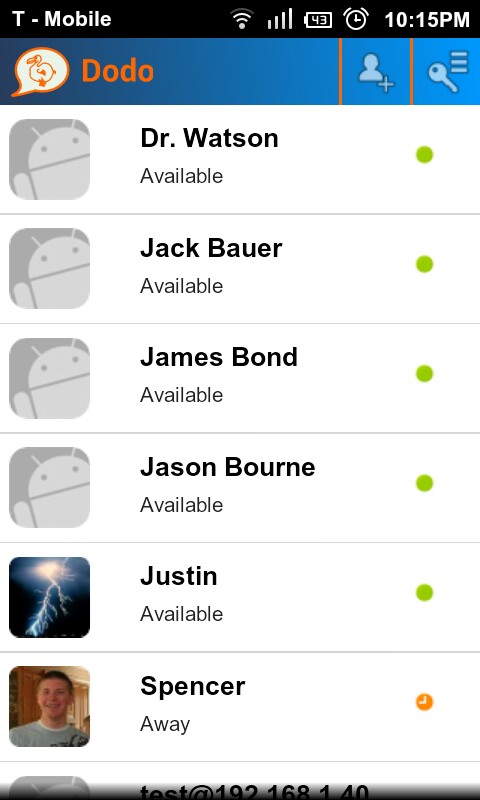 T - Mobile 43 10:15PM
Dodo
Dr. Watson
Available
Jack Bauer
Available
James Bond
Available
Jason Bourne
Available
Justin
Available
Spencer
Away
test@192.168.1.40